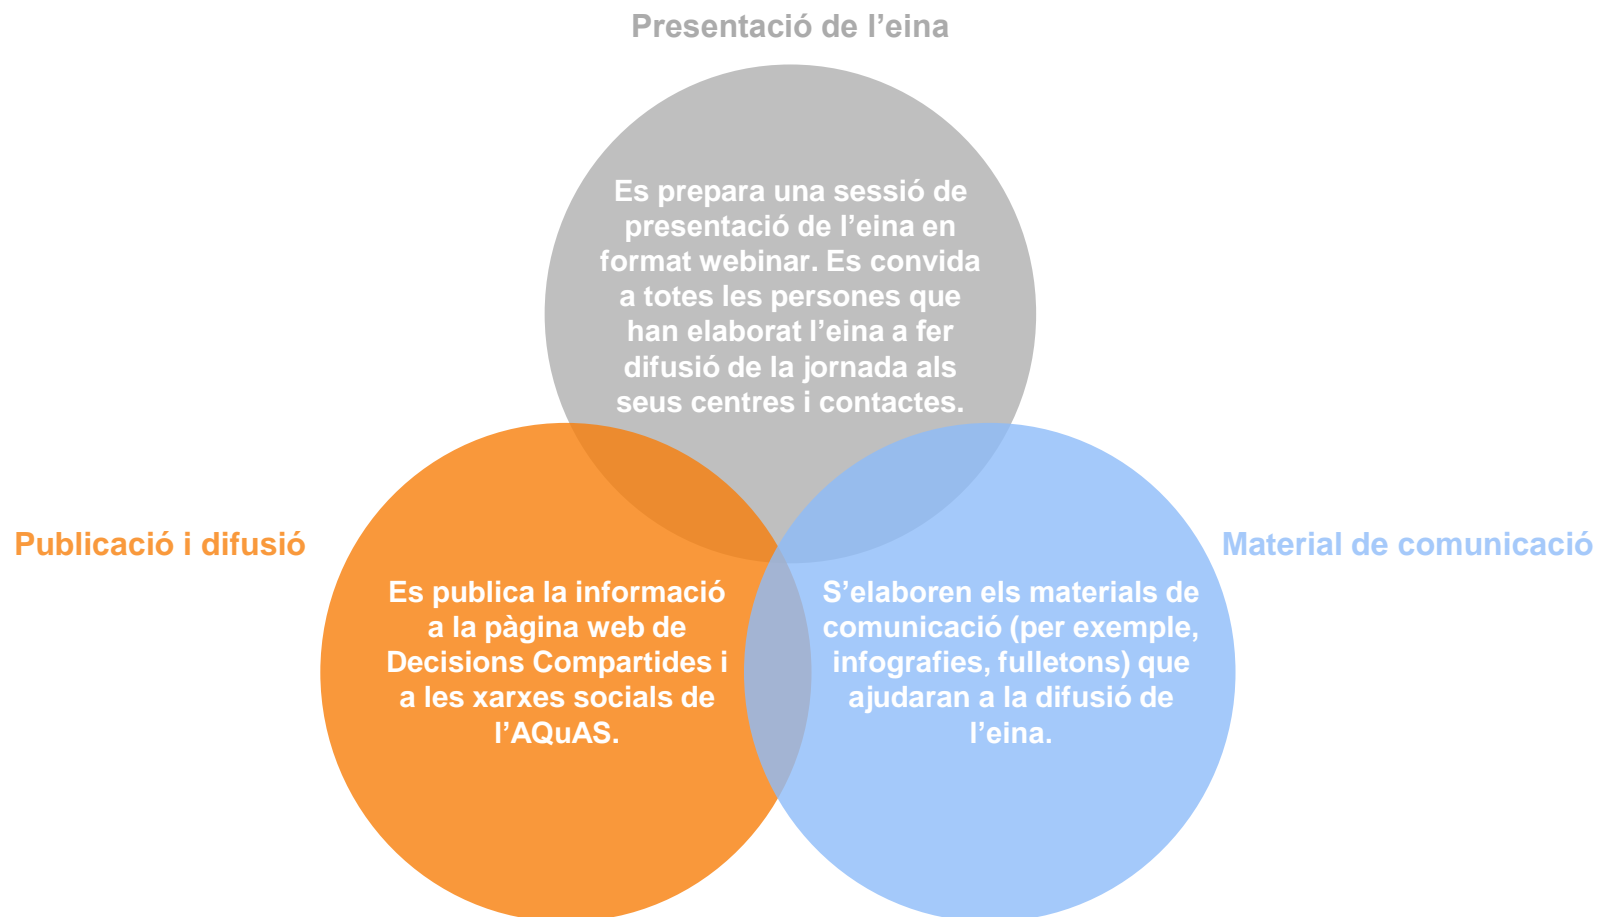 Presentació de l’eina
Es prepara una sessió de
presentació de l’eina en
format webinar. Es convida
a totes les persones que
han elaborat l’eina a fer
difusió de la jornada als
seus centres i contactes.
Publicació i difusió
Es publica la informació
a la pàgina web de
Decisions Compartides i
a les xarxes socials de
l’AQuAS.
Material de comunicació
S’elaboren els materials de
comunicació (per exemple,
infografies, fulletons) que
ajudaran a la difusió de
l’eina.